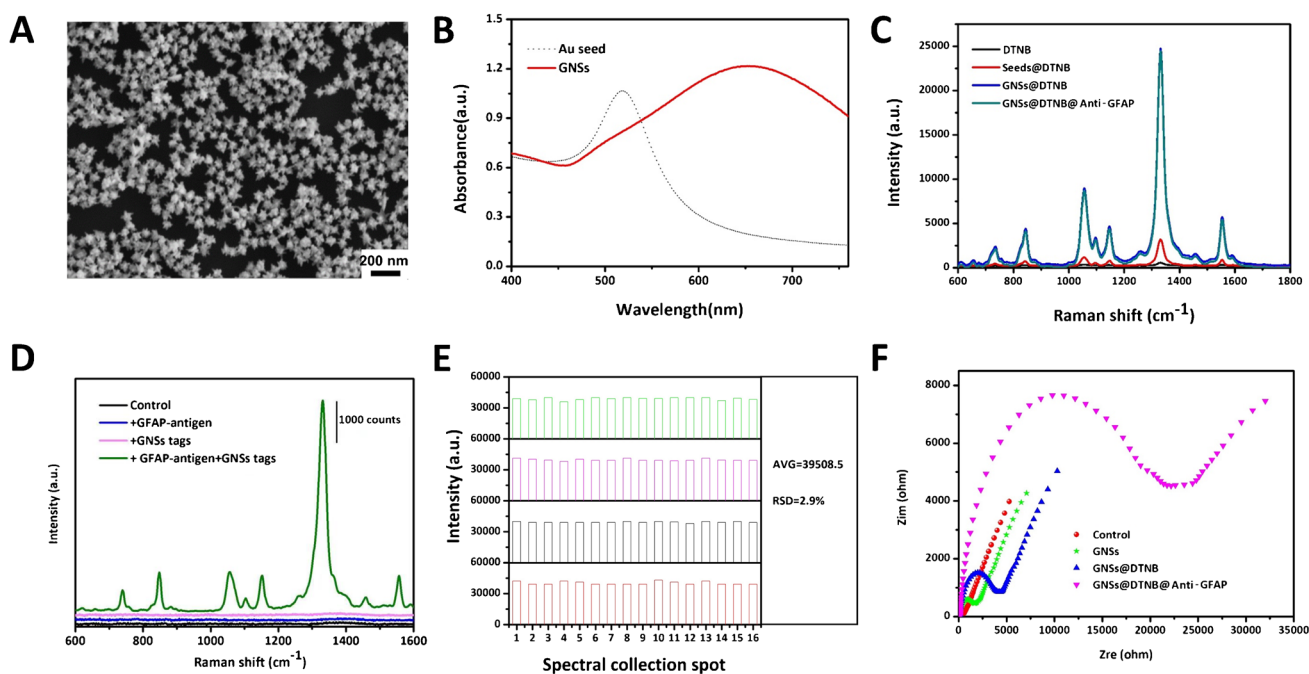 A
200 nm
B
Absorbance(a.u.)
1.5
1.2
0.9
0.6
0.3
0.0
Au seed
GNSs
400 500 600 700
Wavelength(nm)
C
Intensity (a.u.)
25000
20000
15000
10000
5000
0
DTNB
Seeds@DTNB
GNSs@DTNB
GNSs@DTNB@Anti-GFAP
600 800 1000 1200 1400 1600 1800
Raman shift (cm-1)
D
Intensity (a.u.)
Control
+GFAP-antigen
+GNSs tags
+ GFAP-antigen+GNSs tags
1000 counts
600 800 1000 1200 1400 1600
Raman shift (cm-1)
E
Intensity (a.u.)
Intensity (a.u.)
60000
30000
60000
30000
60000
30000
60000
30000
0
AVG=39508.5
RSD=2.9%
1 2 3 4 5 6 7 8 9 10 11 12 13 14 15 16
Spectral collection spot
F
Zim (ohm)
8000
6000
4000
2000
0
Control
GNSs
GNSs@DTNB
GNSs@DTNB@Anti-GFAP
0 5000 10000 15000 20000 25000 30000 35000
Zre (ohm)